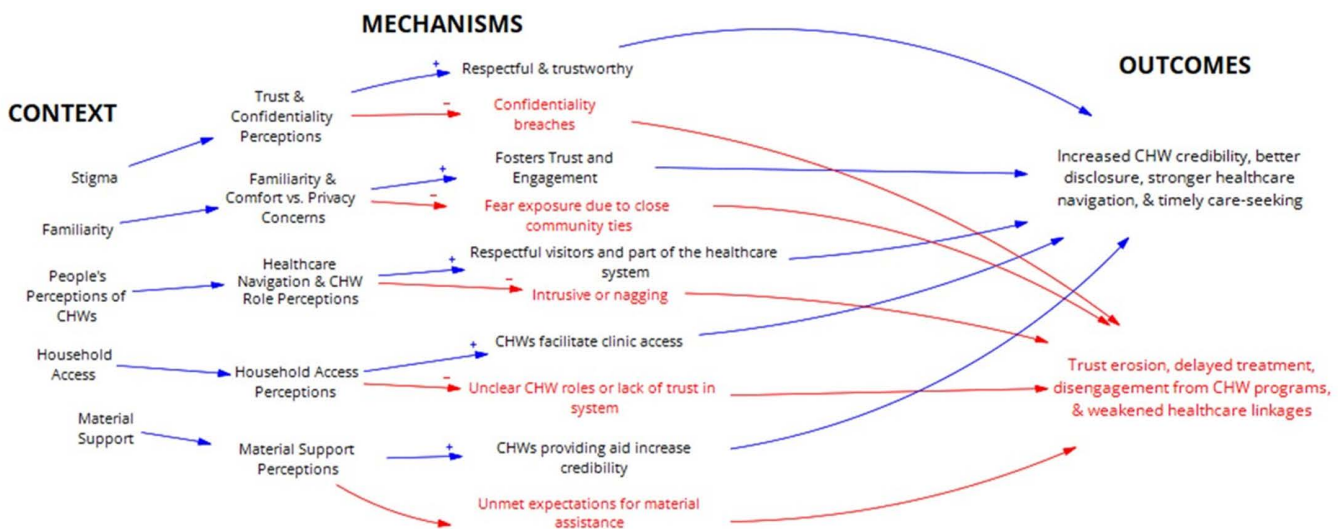 MECHANISMS
OUTCOMES
CONTEXT
Stigma
Familiarity
People's
Perceptions of
CHWs
Household
Access
Material
Support
Trust &
Confidentiality
Perceptions
Familiarity &
Comfort vs. Privacy
Concerns
Healthcare
Navigation & CHW
Role Perceptions
Household Access
Perceptions
Material Support
Perceptions
+
Respectful & trustworthy
−
Confidentiality
breaches
+
Fosters Trust and
Engagement
−
Fear exposure due to close
community ties
+
Respectful visitors and part of the healthcare
system
−
Intrusive or nagging
+
CHWs facilitate clinic access
−
Unclear CHW roles or lack of trust in
system
+
CHWs providing aid increase
credibility
Unmet expectations for material
assistance
Increased CHW credibility, better
disclosure, stronger healthcare
navigation, & timely care-seeking
Trust erosion, delayed treatment,
disengagement from CHW programs,
& weakened healthcare linkages